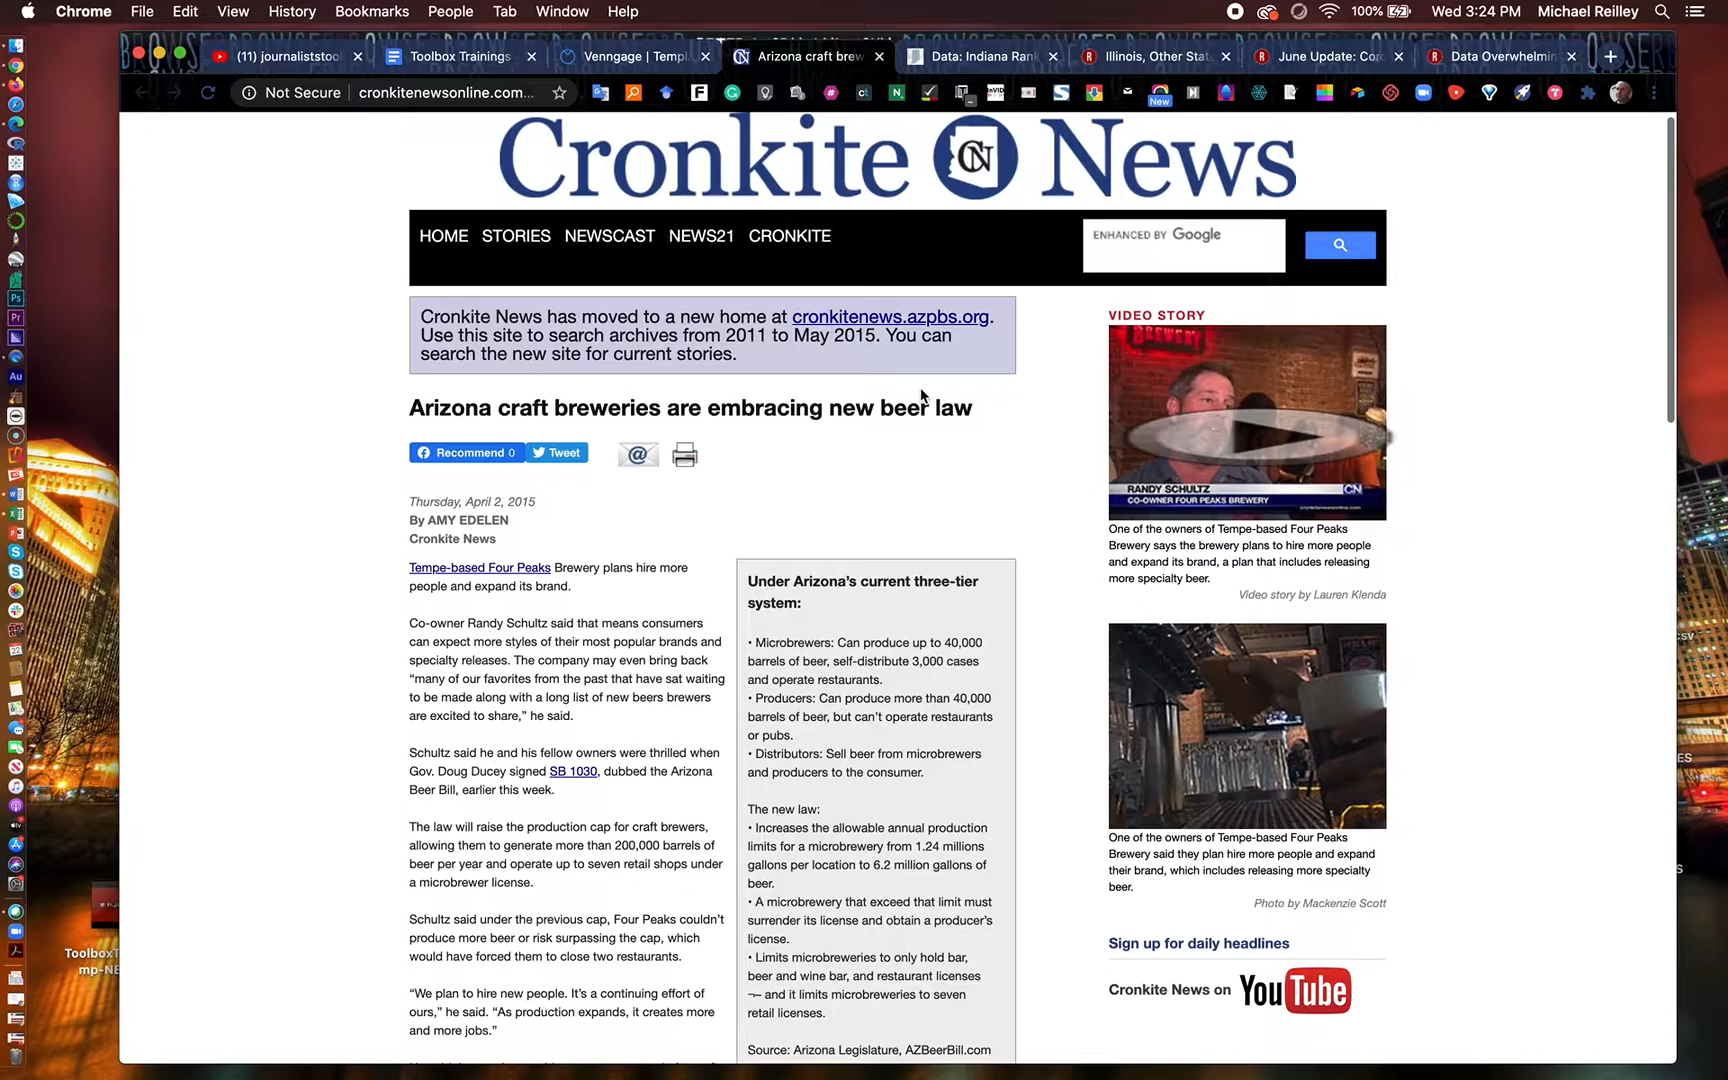 Chrome File Edit View History Bookmarks People Tab Window Help
100% Wed 3:24 PM Michael Reilley
(11) journaliststool
Toolbox Trainings
Venngage | Templ
Arizona craft brew
Data: Indiana Rank
Illinois, Other Stat
June Update: Cor
Data Overwhelmin
Not Secure cronkitenewsonline.com...
New
Cronkite CN News
HOME STORIES NEWSCAST NEWS21 CRONKITE
ENHANCED BY Google
Cronkite News has moved to a new home at cronkitenews.azpbs.org.
Use this site to search archives from 2011 to May 2015. You can
search the new site for current stories.
Arizona craft breweries are embracing new beer law
Recommend 0 Tweet
Thursday, April 2, 2015
By AMY EDELEN
Cronkite News
Tempe-based Four Peaks Brewery plans hire more
people and expand its brand.
Co-owner Randy Schultz said that means consumers
can expect more styles of their most popular brands and
specialty releases. The company may even bring back
“many of our favorites from the past that have sat waiting
to be made along with a long list of new beers brewers
are excited to share,” he said.
Schultz said he and his fellow owners were thrilled when
Gov. Doug Ducey signed SB 1030, dubbed the Arizona
Beer Bill, earlier this week.
The law will raise the production cap for craft brewers,
allowing them to generate more than 200,000 barrels of
beer per year and operate up to seven retail shops under
a microbrewer license.
Schultz said under the previous cap, Four Peaks couldn’t
produce more beer or risk surpassing the cap, which
would have forced them to close two restaurants.
“We plan to hire new people. It’s a continuing effort of
ours,” he said. “As production expands, it creates more
and more jobs.”
Under Arizona’s current three-tier
system:
• Microbrewers: Can produce up to 40,000
barrels of beer, self-distribute 3,000 cases
and operate restaurants.
• Producers: Can produce more than 40,000
barrels of beer, but can’t operate restaurants
or pubs.
• Distributors: Sell beer from microbrewers
and producers to the consumer.
The new law:
• Increases the allowable annual production
limits for a microbrewery from 1.24 millions
gallons per location to 6.2 million gallons of
beer.
• A microbrewery that exceed that limit must
surrender its license and obtain a producer’s
license.
• Limits microbreweries to only hold bar,
beer and wine bar, and restaurant licenses
¬– and it limits microbreweries to seven
retail licenses.
Source: Arizona Legislature, AZBeerBill.com
VIDEO STORY
BREWERY
RANDY SCHULTZ
CO-OWNER FOUR PEAKS BREWERY
CN
cronkitenewsonline.com
One of the owners of Tempe-based Four Peaks
Brewery says the brewery plans to hire more people
and expand its brand, a plan that includes releasing
more specialty beer.
Video story by Lauren Klenda
One of the owners of Tempe-based Four Peaks
Brewery said they plan hire more people and expand
their brand, which includes releasing more specialty
beer.
Photo by Mackenzie Scott
Sign up for daily headlines
Cronkite News on YouTube
ToolboxT
mp-NE
Ps
Pr
Au